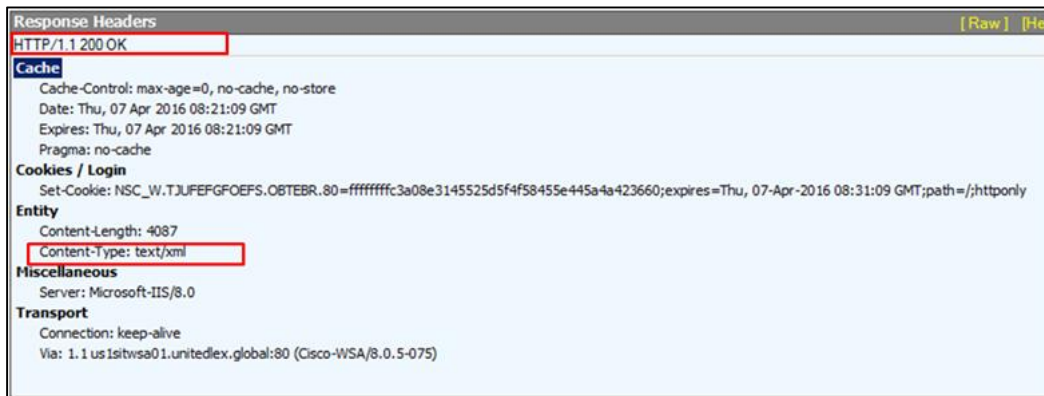 Response Headers [Raw] [He
HTTP/1.1 200 OK
Cache
Cache-Control: max-age=0, no-cache, no-store
Date: Thu, 07 Apr 2016 08:21:09 GMT
Expires: Thu, 07 Apr 2016 08:21:09 GMT
Pragma: no-cache
Cookies / Login
Set-Cookie: NSC_W.TJUFEFGFOEFS.OBTEBR.80=ffffffffc3a08e3145525d5f4f58455e445a4a423660;expires=Thu, 07-Apr-2016 08:31:09 GMT;path=/;httponly
Entity
Content-Length: 4087
Content-Type: text/xml
Miscellaneous
Server: Microsoft-IIS/8.0
Transport
Connection: keep-alive
Via: 1.1 us1sitwsa01.unitedlex.global:80 (Cisco-WSA/8.0.5-075)